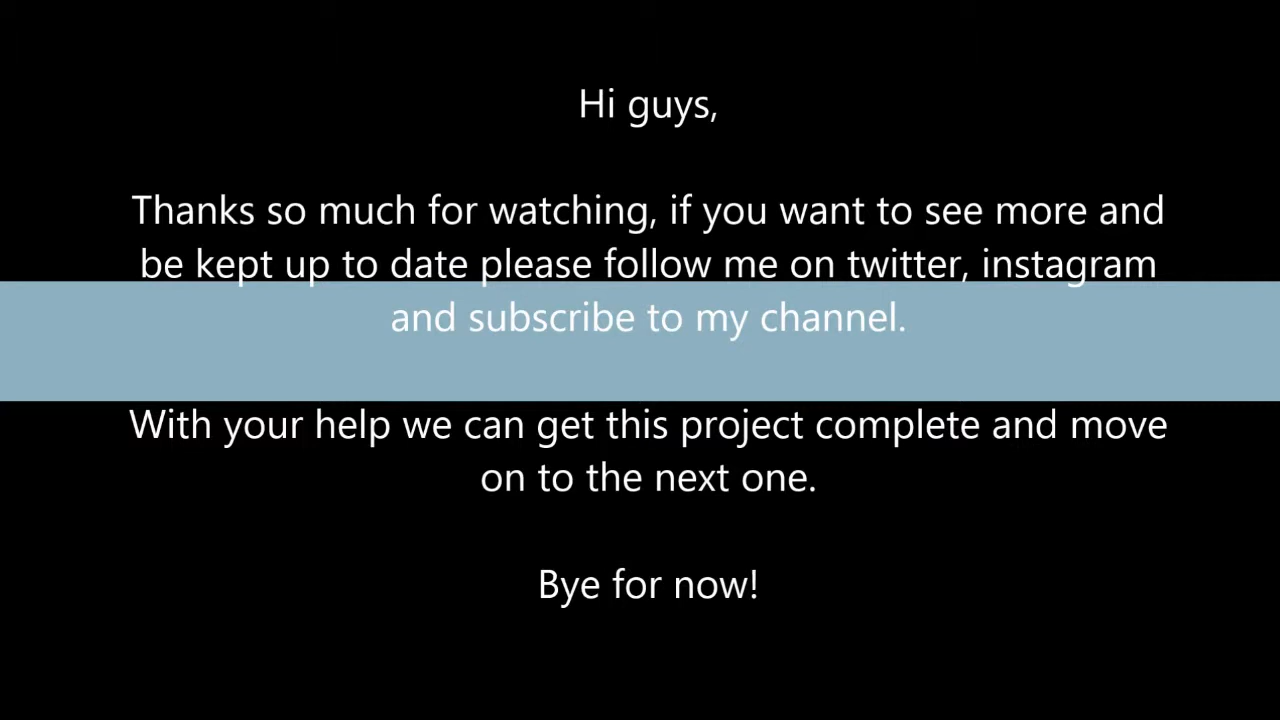 Hi guys,
Thanks so much for watching, if you want to see more and
be kept up to date please follow me on twitter, instagram
and subscribe to my channel.
With your help we can get this project complete and move
on to the next one.
Bye for now!